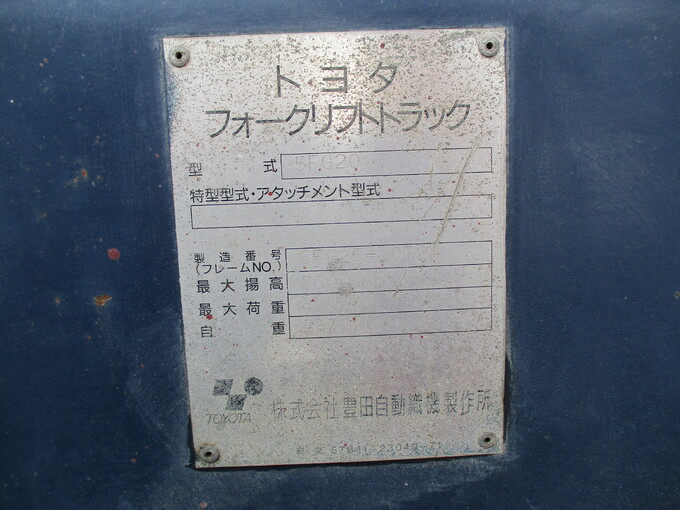 トヨタ
フォークリフトトラック
型 式 5FG20
特型型式・アタッチメント型式
製造番号
(フレームNO.)
最大揚高
最大荷重
自 重
TOYOTA 株式会社豊田自動織機製作所